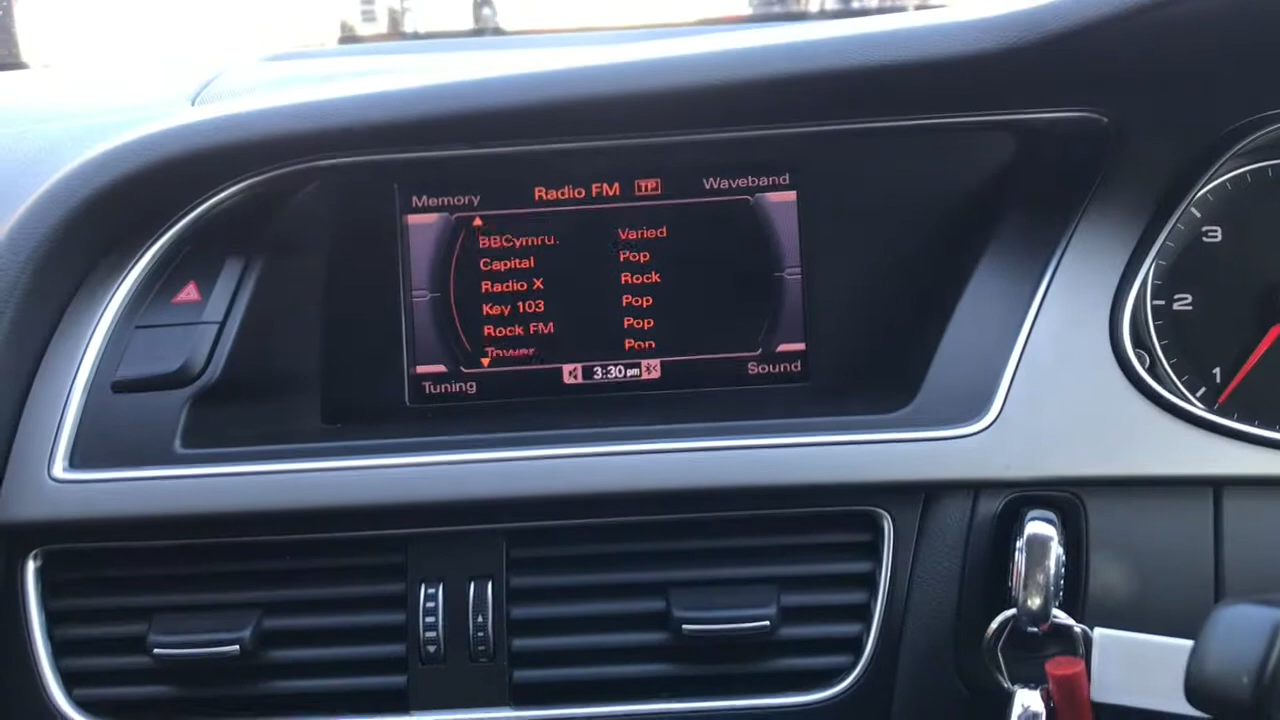 Memory Radio FM TP Waveband
BBCymru. Varied
Capital Pop
Radio X Rock
Key 103 Pop
Rock FM Pop
Tower Pop
Tuning 3:30 pm Sound
3
2
1